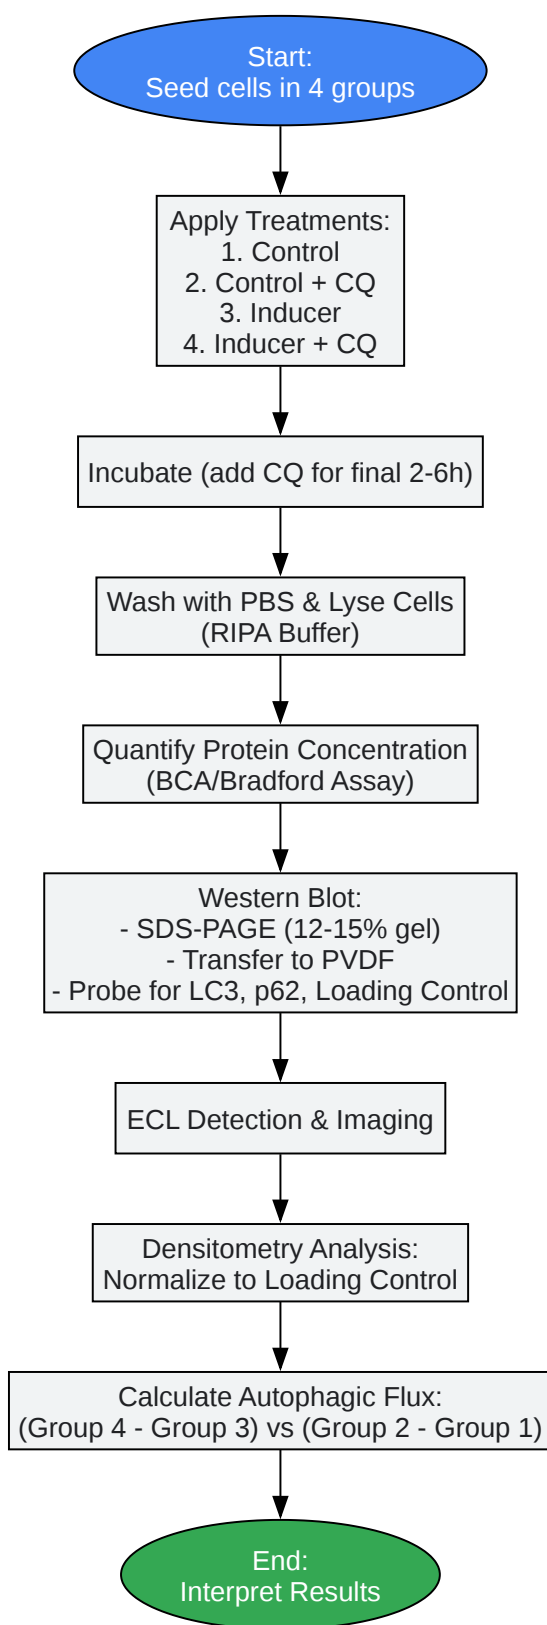 Start:
Seed cells in 4 groups
Apply Treatments:
1. Control
2. Control + CQ
3. Inducer
4. Inducer + CQ
Incubate (add CQ for final 2-6h)
Wash with PBS & Lyse Cells
(RIPA Buffer)
Quantify Protein Concentration
(BCA/Bradford Assay)
Western Blot:
- SDS-PAGE (12-15% gel)
- Transfer to PVDF
- Probe for LC3, p62, Loading Control
ECL Detection & Imaging
Densitometry Analysis:
Normalize to Loading Control
Calculate Autophagic Flux:
(Group 4 - Group 3) vs (Group 2 - Group 1)
End:
Interpret Results